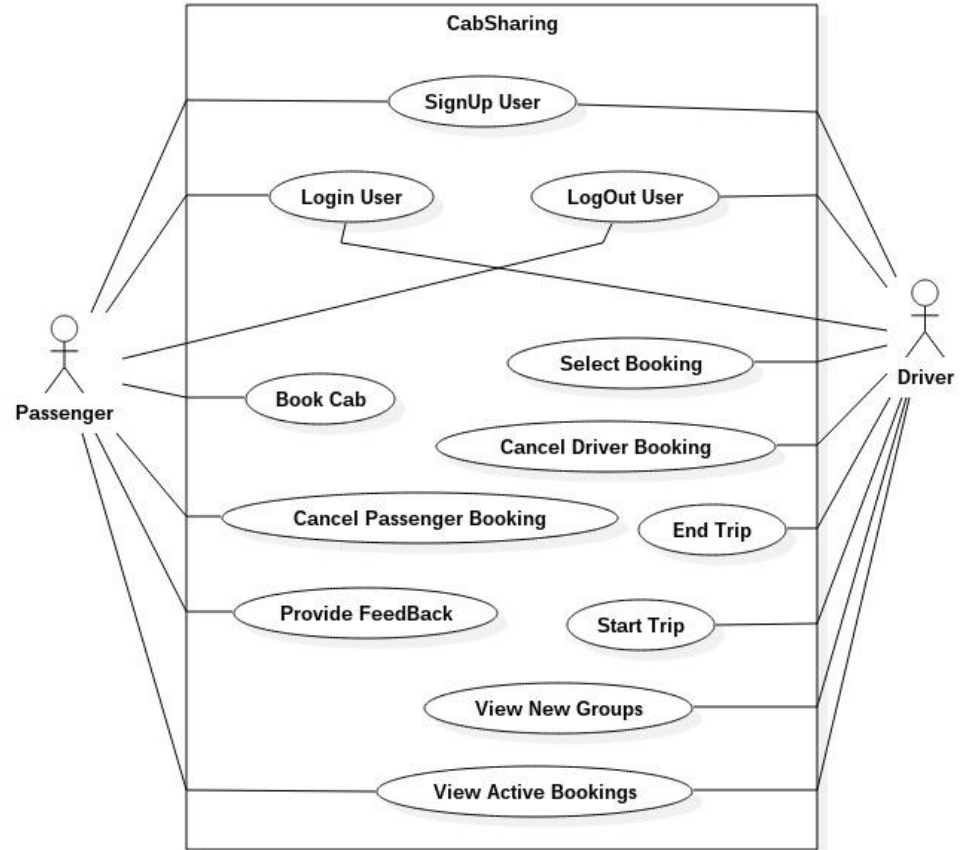 CabSharing
SignUp User
Login User
LogOut User
Select Booking
Driver
Book Cab
Passenger
Cancel Driver Booking
Cancel Passenger Booking
End Trip
Provide FeedBack
Start Trip
View New Groups
View Active Bookings